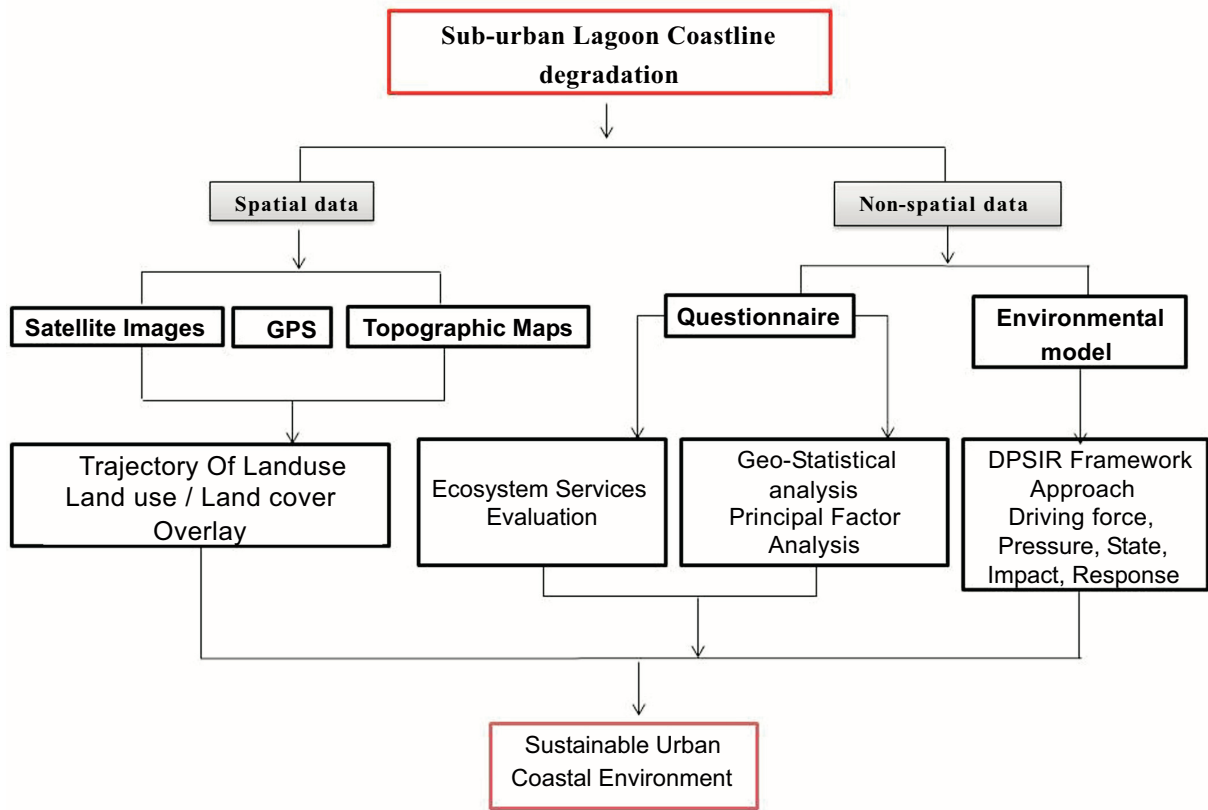 Sub-urban Lagoon Coastline
degradation
Spatial data
Non-spatial data
Satellite Images
GPS
Topographic Maps
Questionnaire
Environmental
model
Trajectory Of Landuse
Land use / Land cover
Overlay
Ecosystem Services
Evaluation
Geo-Statistical
analysis
Principal Factor
Analysis
DPSIR Framework
Approach
Driving force,
Pressure, State,
Impact, Response
Sustainable Urban
Coastal Environment